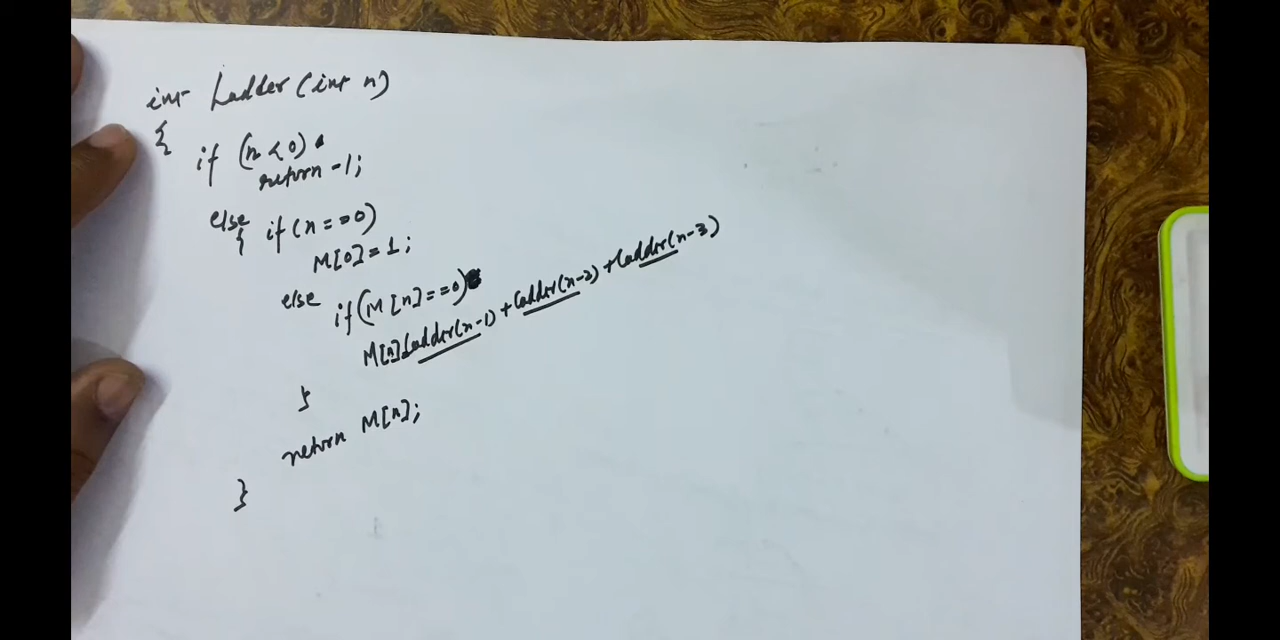 int Ladder (int n)
{
if (n < 0)
return -1;
else
{ if (n == 0)
M[0] = 1;
else
if (M[n] == 0)
M[n] Ladder(n-1) + Ladder(n-2) + Ladder(n-3)
}
return M[n];
}